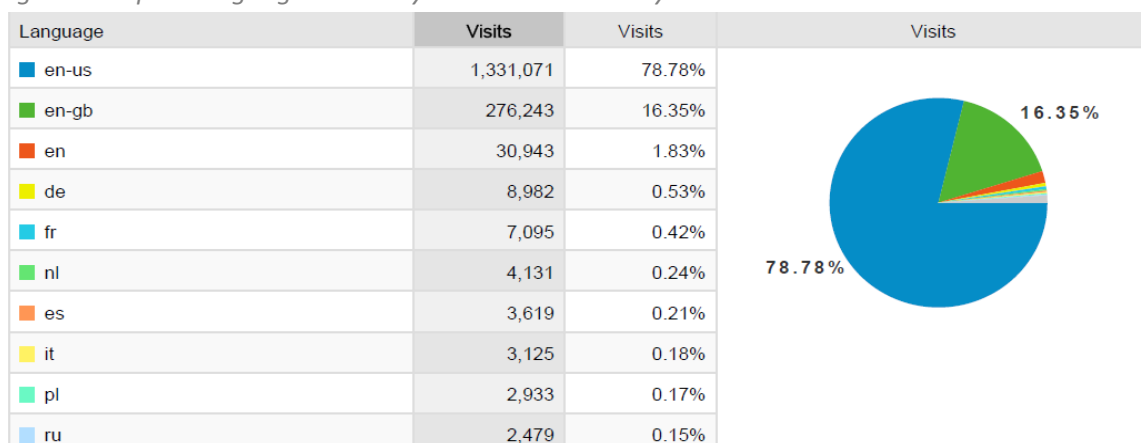 Language Visits Visits Visits
en-us 1,331,071 78.78%
en-gb 276,243 16.35%
en 30,943 1.83%
de 8,982 0.53%
fr 7,095 0.42%
nl 4,131 0.24%
es 3,619 0.21%
it 3,125 0.18%
pl 2,933 0.17%
ru 2,479 0.15%
16.35%
78.78%